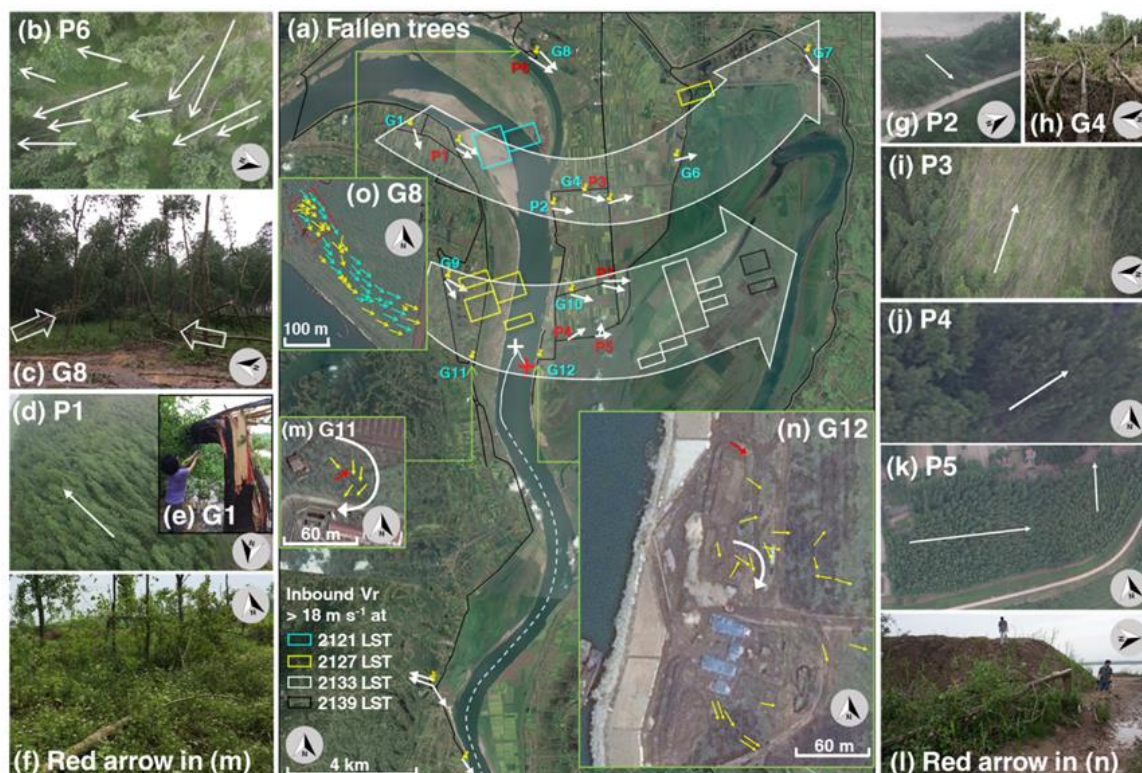 (b) P6
(c) G8
(d) P1
(e) G1
(f) Red arrow in (m)
(a) Fallen trees
P6
G8
G7
G1
P1
G4
P3
G6
P2
(o) G8
N
100 m
G9
G10
P4
P5
G11
G12
(m) G11
N
60 m
Inbound Vr
> 18 m s⁻¹ at
2121 LST
2127 LST
2133 LST
2139 LST
N
4 km
(n) G12
N
60 m
(g) P2
(h) G4
(i) P3
(j) P4
N
(k) P5
N
(l) Red arrow in (n)